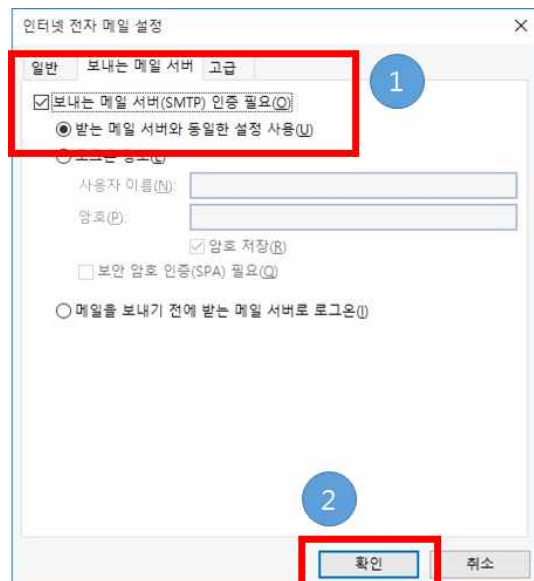 인터넷 전자 메일 설정
일반 보내는 메일 서버 고급
1
보내는 메일 서버(SMTP) 인증 필요(O)
받는 메일 서버와 동일한 설정 사용(U)
사용자 이름(N):
암호(P):
암호 저장(R)
보안 암호 인증(SPA) 필요(Q)
메일을 보내기 전에 받는 메일 서버로 로그온(I)
2
확인 취소